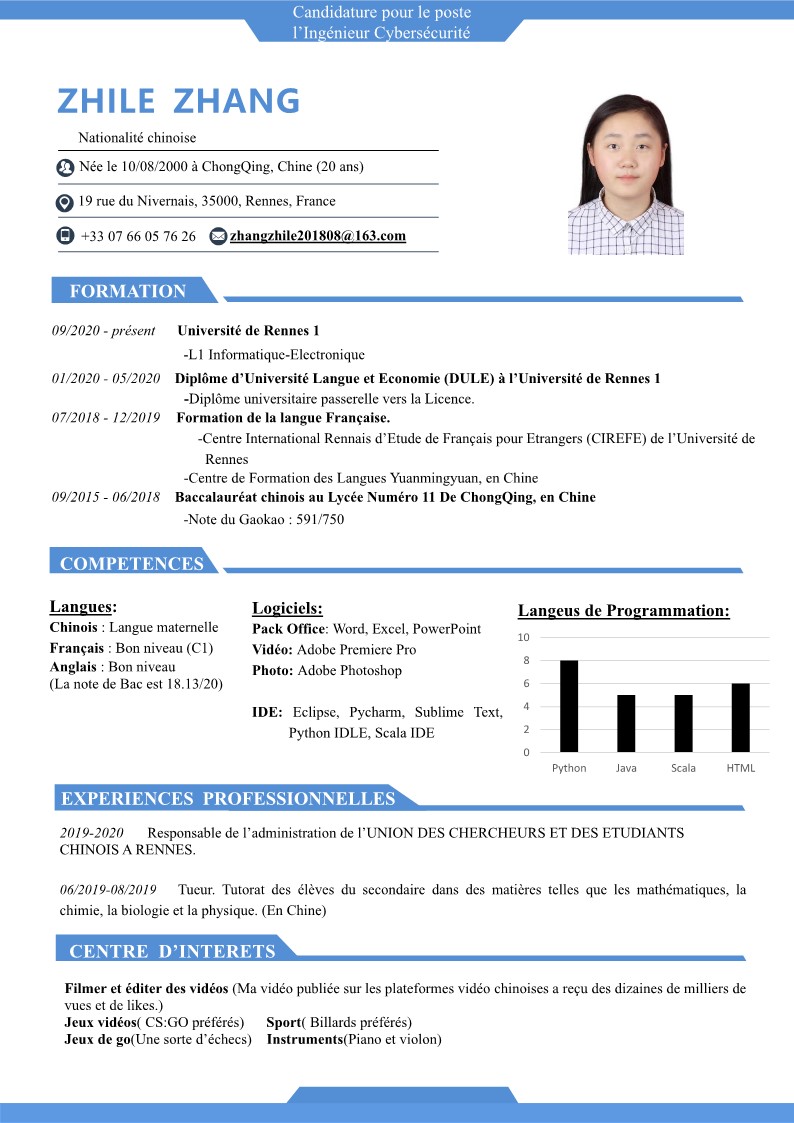 Candidature pour le poste
l’Ingénieur Cybersécurité
ZHILE ZHANG
Nationalité chinoise
Née le 10/08/2000 à ChongQing, Chine (20 ans)
19 rue du Nivernais, 35000, Rennes, France
+33 07 66 05 76 26 zhangzhile201808@163.com
FORMATION
09/2020 - présent Université de Rennes 1
-L1 Informatique-Electronique
01/2020 - 05/2020 Diplôme d’Université Langue et Economie (DULE) à l’Université de Rennes 1
-Diplôme universitaire passerelle vers la Licence.
07/2018 - 12/2019 Formation de la langue Française.
-Centre International Rennais d’Etude de Français pour Etrangers (CIREFE) de l’Université de
Rennes
-Centre de Formation des Langues Yuanmingyuan, en Chine
09/2015 - 06/2018 Baccalauréat chinois au Lycée Numéro 11 De ChongQing, en Chine
-Note du Gaokao : 591/750
COMPETENCES
Langues:
Chinois : Langue maternelle
Français : Bon niveau (C1)
Anglais : Bon niveau
(La note de Bac est 18.13/20)
Logiciels:
Pack Office: Word, Excel, PowerPoint
Vidéo: Adobe Premiere Pro
Photo: Adobe Photoshop
IDE: Eclipse, Pycharm, Sublime Text,
Python IDLE, Scala IDE
Langeus de Programmation:
10
8
6
4
2
0
Python Java Scala HTML
EXPERIENCES PROFESSIONNELLES
2019-2020 Responsable de l’administration de l’UNION DES CHERCHEURS ET DES ETUDIANTS
CHINOIS A RENNES.
06/2019-08/2019 Tueur. Tutorat des élèves du secondaire dans des matières telles que les mathématiques, la
chimie, la biologie et la physique. (En Chine)
CENTRE D’INTERETS
Filmer et éditer des vidéos (Ma vidéo publiée sur les plateformes vidéo chinoises a reçu des dizaines de milliers de
vues et de likes.)
Jeux vidéos( CS:GO préférés) Sport( Billards préférés)
Jeux de go(Une sorte d’échecs) Instruments(Piano et violon)